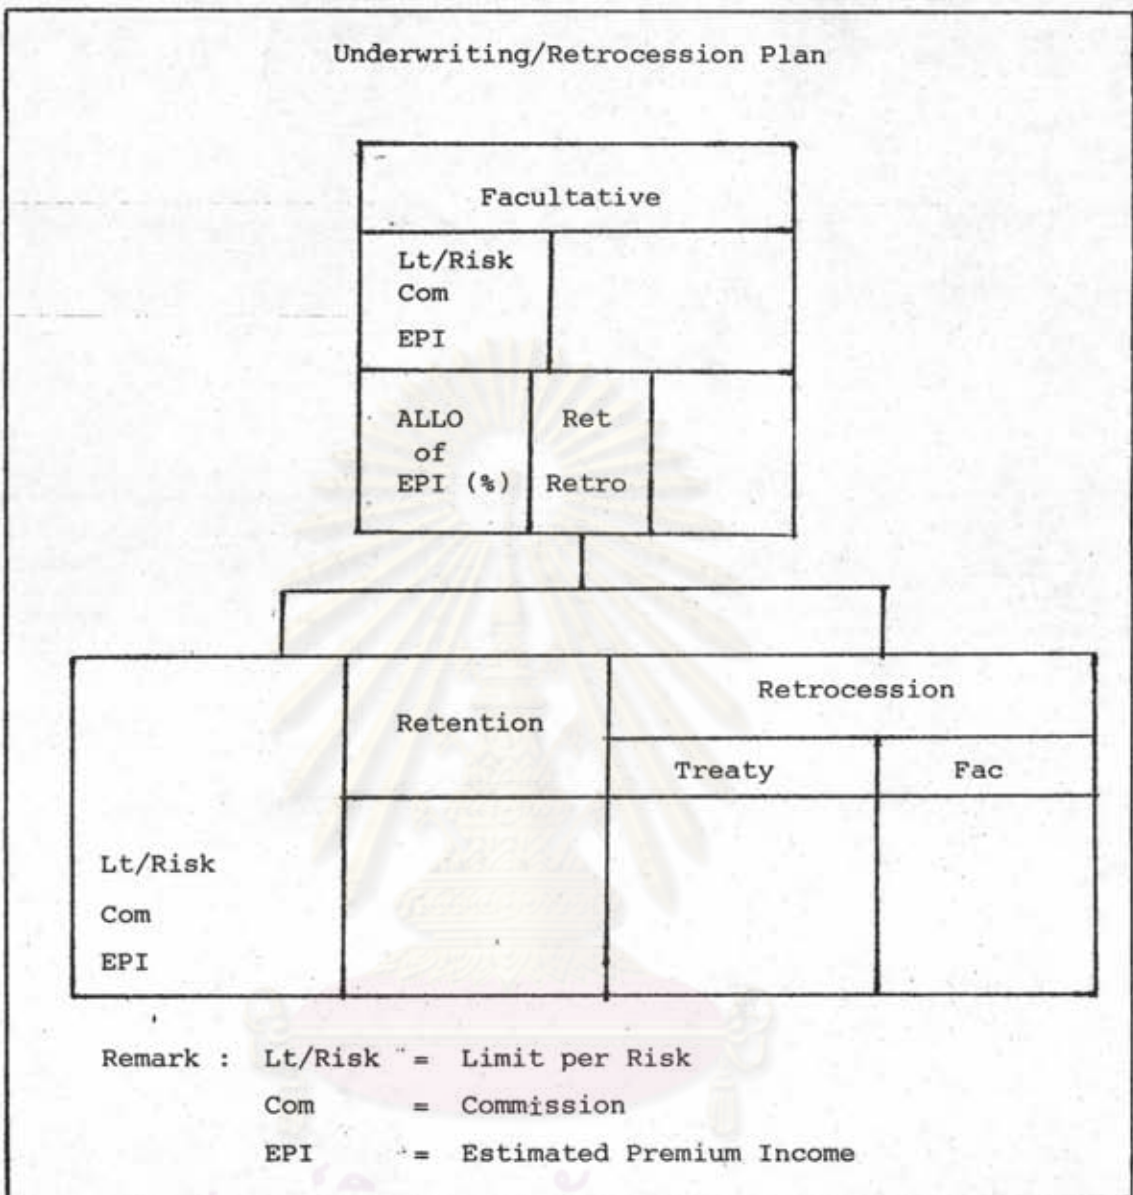 Underwriting/Retrocession Plan
Facultative
Lt/Risk
Com
EPI
ALLO
of
EPI (%)
Ret
Retro
Retention
Retrocession
Treaty
Fac
Lt/Risk
Com
EPI
Remark : Lt/Risk = Limit per Risk
Com = Commission
EPI = Estimated Premium Income